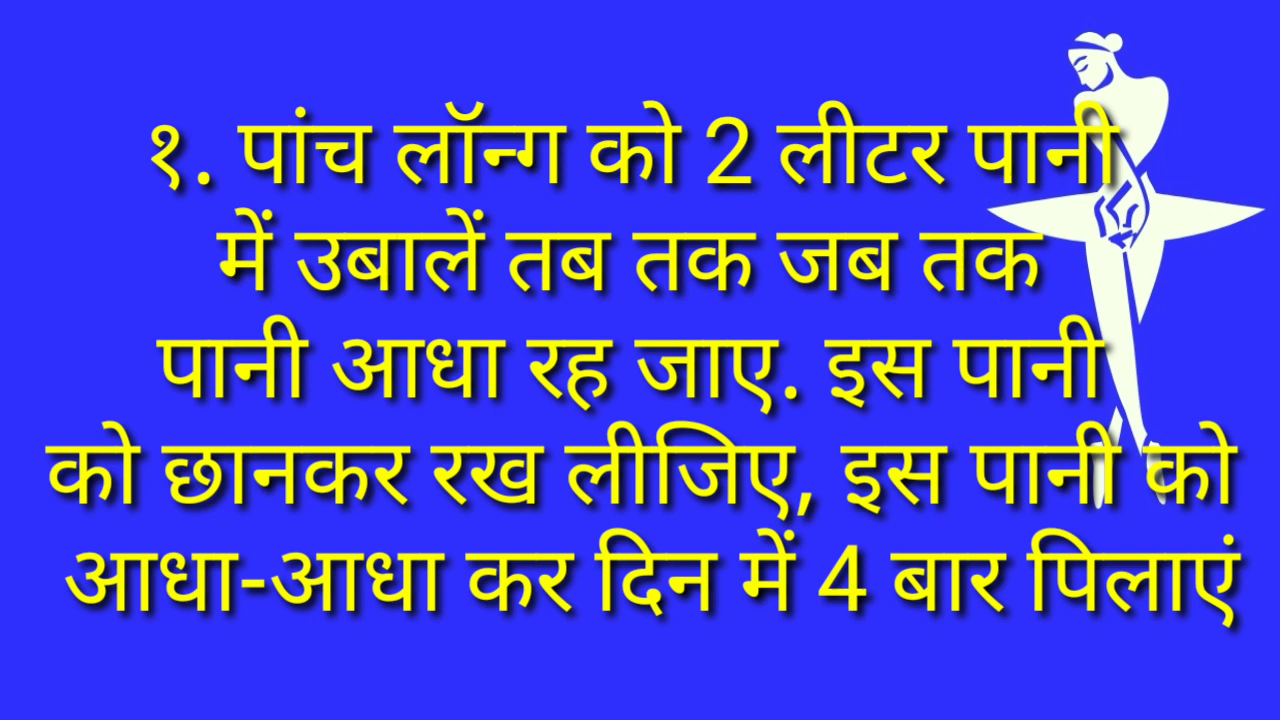 १. पांच लॉन्ग को 2 लीटर पानी
में उबालें तब तक जब तक
पानी आधा रह जाए. इस पानी
को छानकर रख लीजिए, इस पानी को
आधा-आधा कर दिन में 4 बार पिलाएं